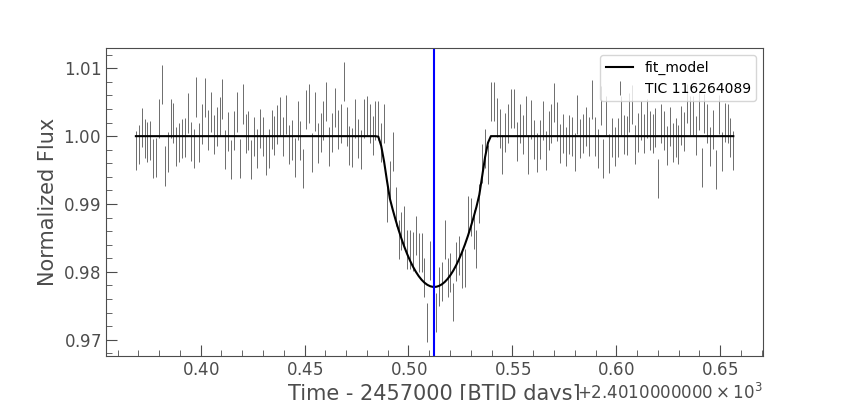 fit_model
TIC 116264089
1.01
1.00
0.99
0.98
0.97
Normalized Flux
0.40 0.45 0.50 0.55 0.60 0.65
Time - 2457000 [BTJD days]
+2.4010000000 × 10³